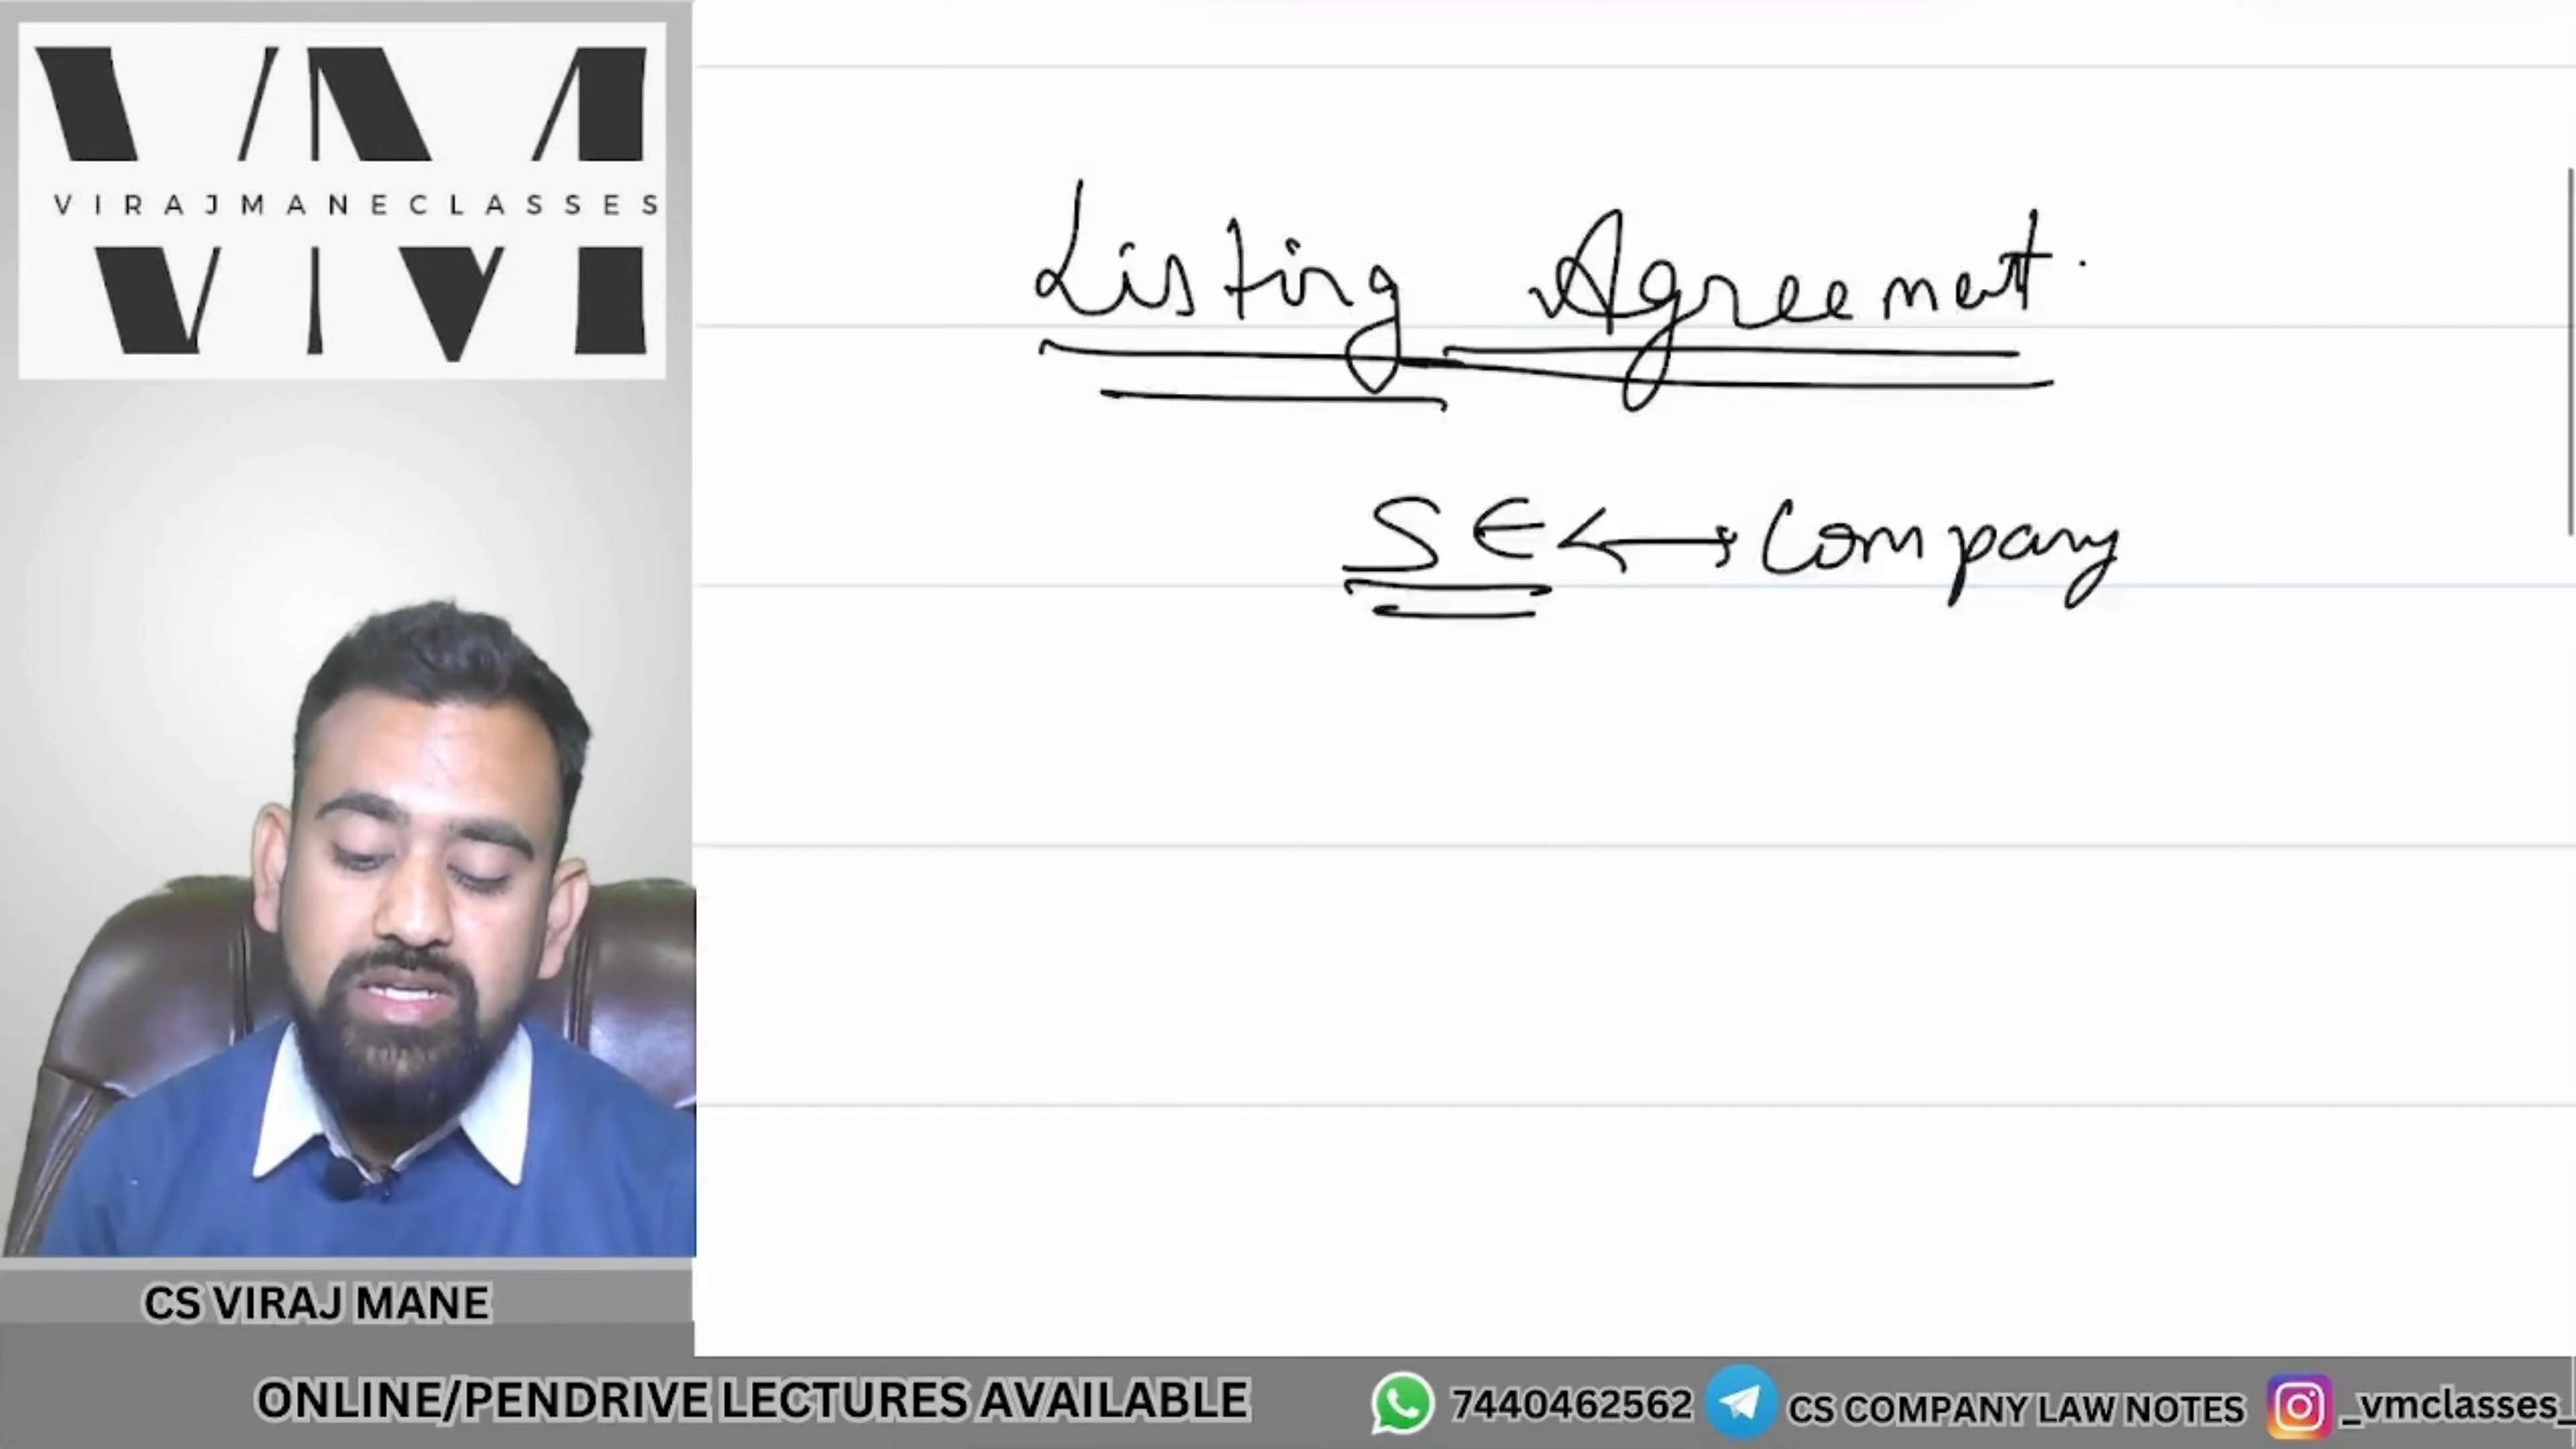 VIRAJMANECLASSES
Listing Agreement.
SE ↔ Company
CS VIRAJ MANE
ONLINE/PENDRIVE LECTURES AVAILABLE
7440462562
CS COMPANY LAW NOTES
_vmclasses_